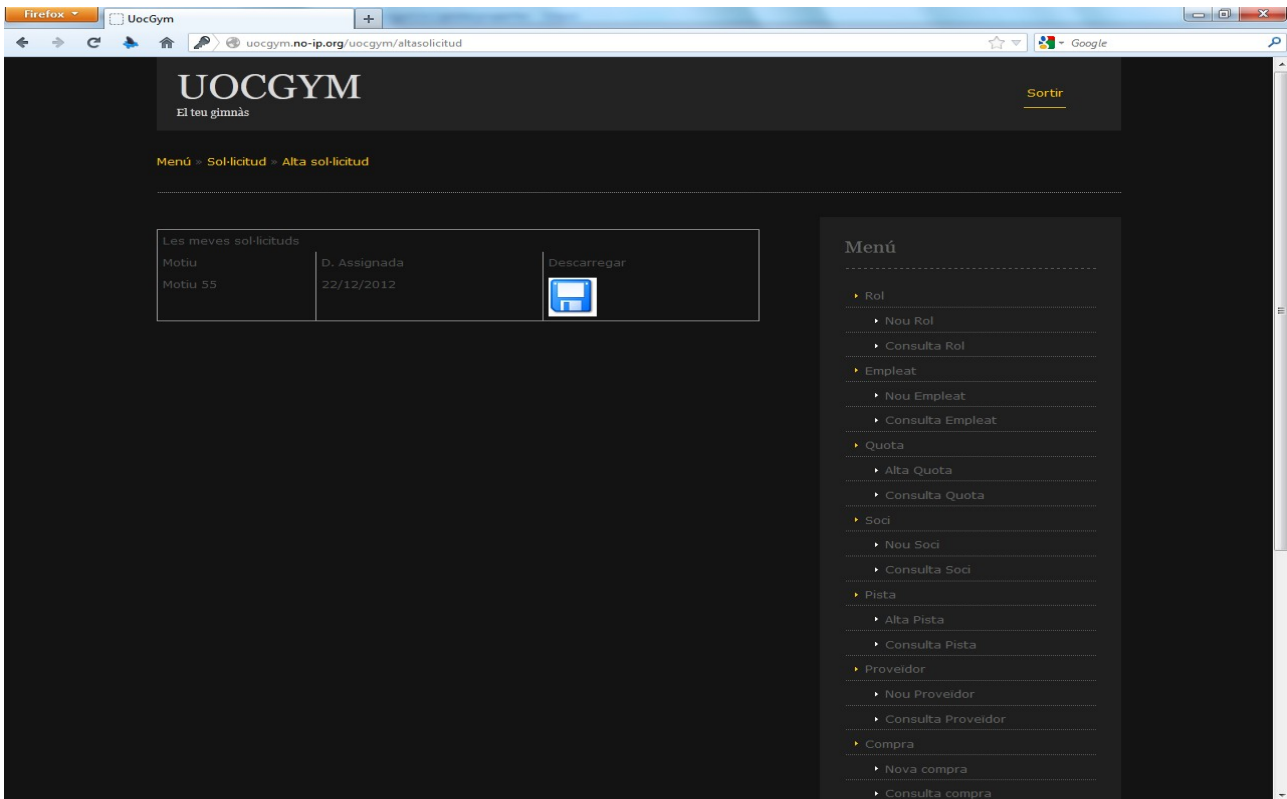 Firefox
UocGym
uocgym.no-ip.org/uocgym/altasolicitud
Google
UOCGYM
El teu gimnàs
Sortir
Menú » Sol·licitud » Alta sol·licitud
Les meves sol·licituds
Motiu D. Assignada Descarregar
Motiu 55 22/12/2012
Menú
Rol
Nou Rol
Consulta Rol
Empleat
Nou Empleat
Consulta Empleat
Quota
Alta Quota
Consulta Quota
Soci
Nou Soci
Consulta Soci
Pista
Alta Pista
Consulta Pista
Proveïdor
Nou Proveïdor
Consulta Proveïdor
Compra
Nova compra
Consulta compra